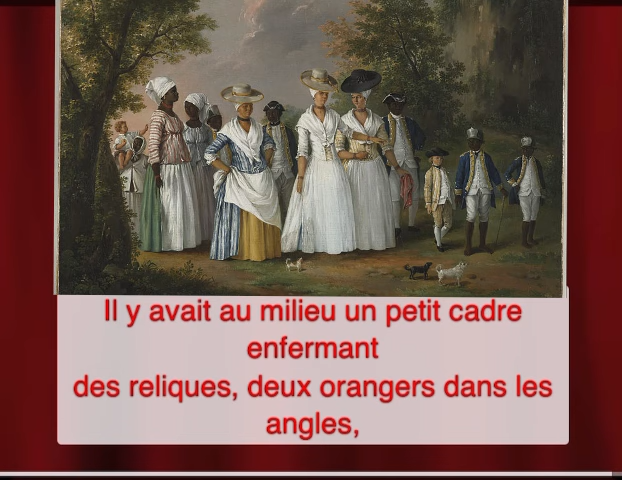 Il y avait au milieu un petit cadre
enfermant
des reliques, deux orangers dans les
angles,